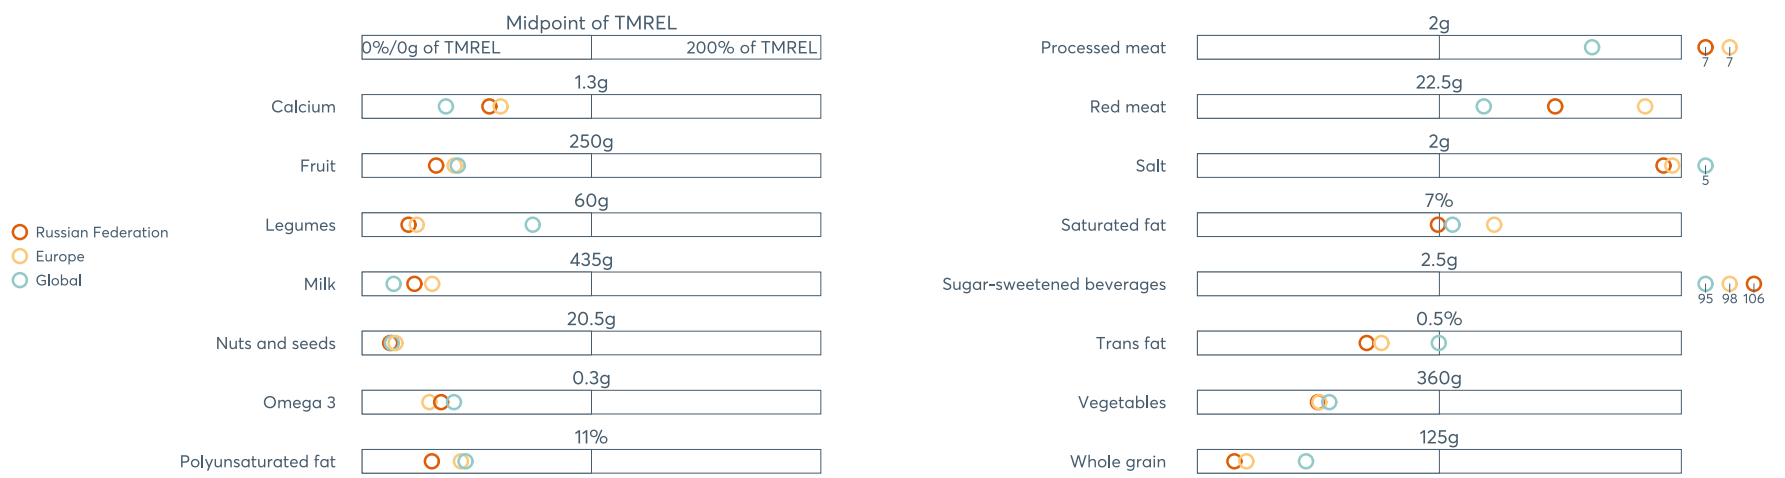 Midpoint of TMREL
0%/0g of TMREL 200% of TMREL
1.3g
Calcium
250g
Fruit
60g
Legumes
435g
Milk
20.5g
Nuts and seeds
0.3g
Omega 3
11%
Polyunsaturated fat
Russian Federation
Europe
Global
2g
Processed meat
7 7
22.5g
Red meat
2g
Salt
5
7%
Saturated fat
2.5g
Sugar-sweetened beverages
95 98 106
0.5%
Trans fat
360g
Vegetables
125g
Whole grain